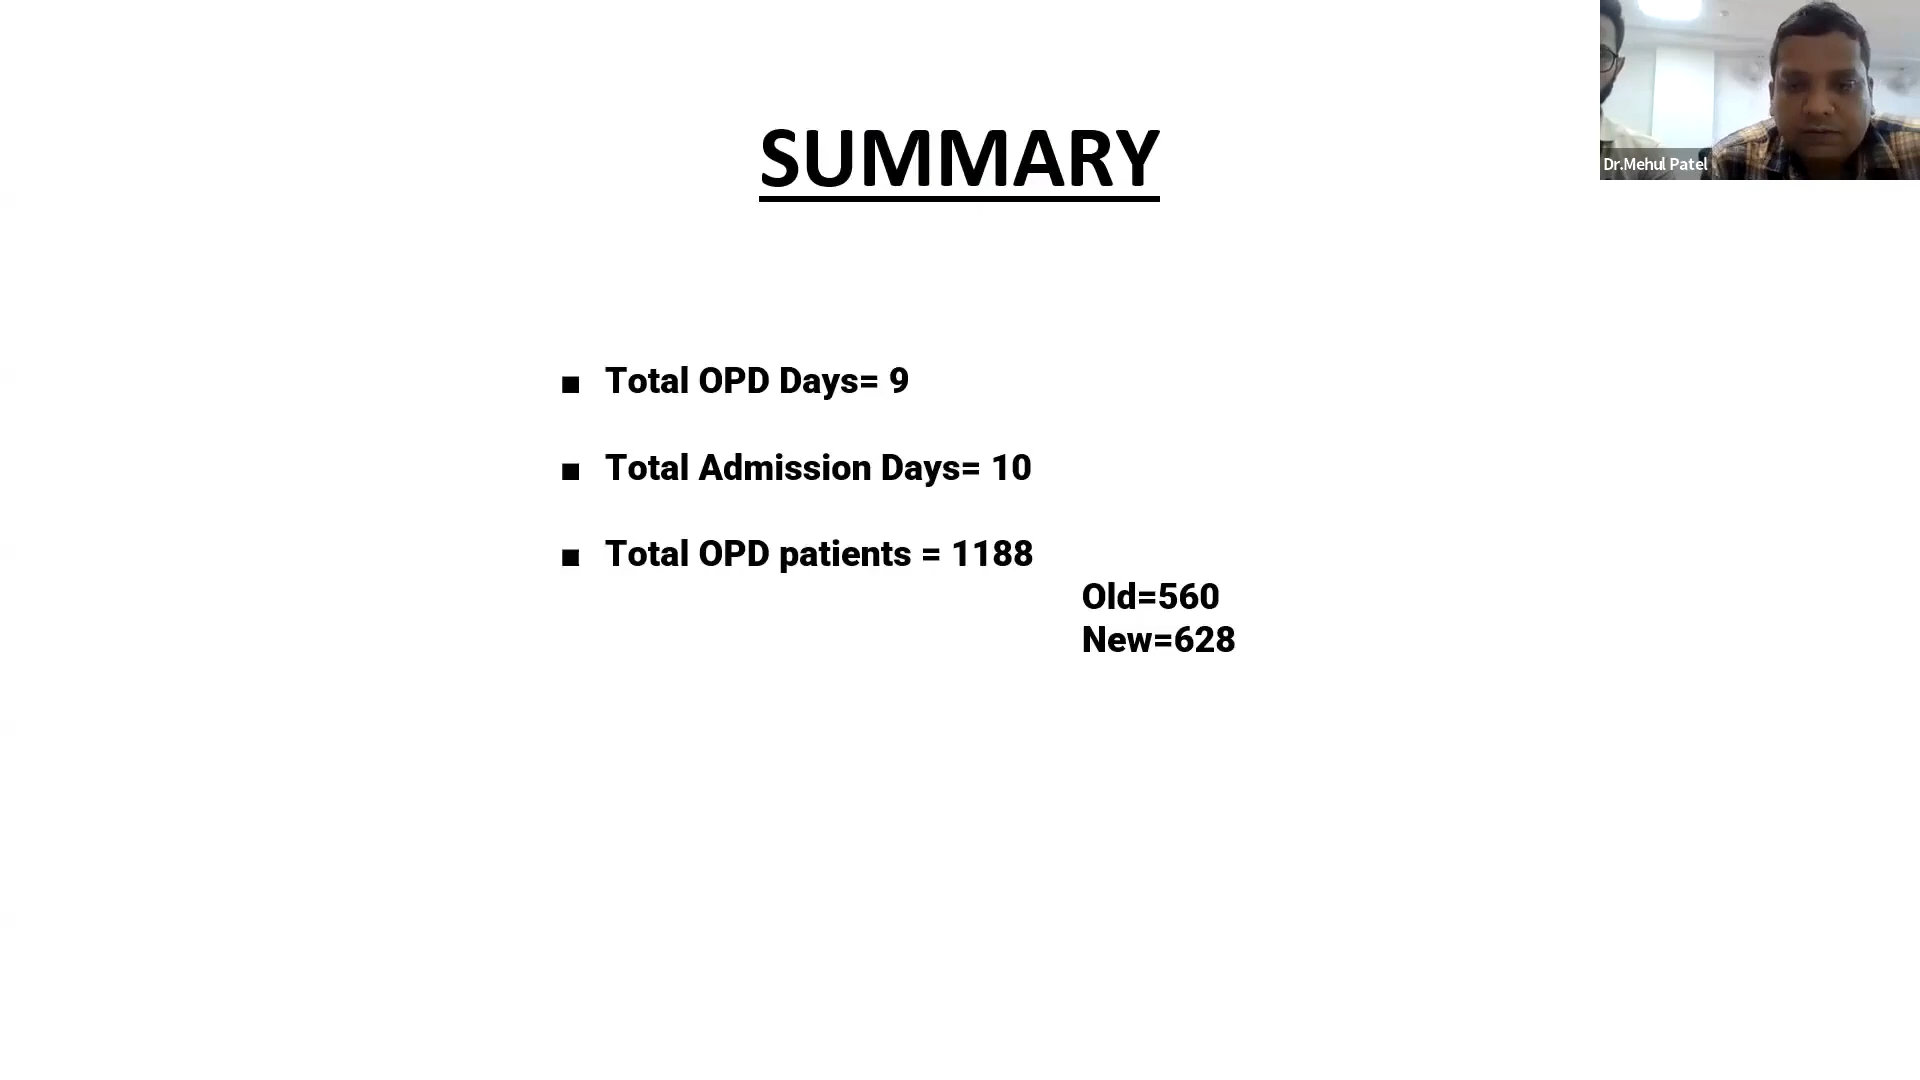 SUMMARY
Dr.Mehul Patel
■ Total OPD Days= 9
■ Total Admission Days= 10
■ Total OPD patients = 1188
Old=560
New=628